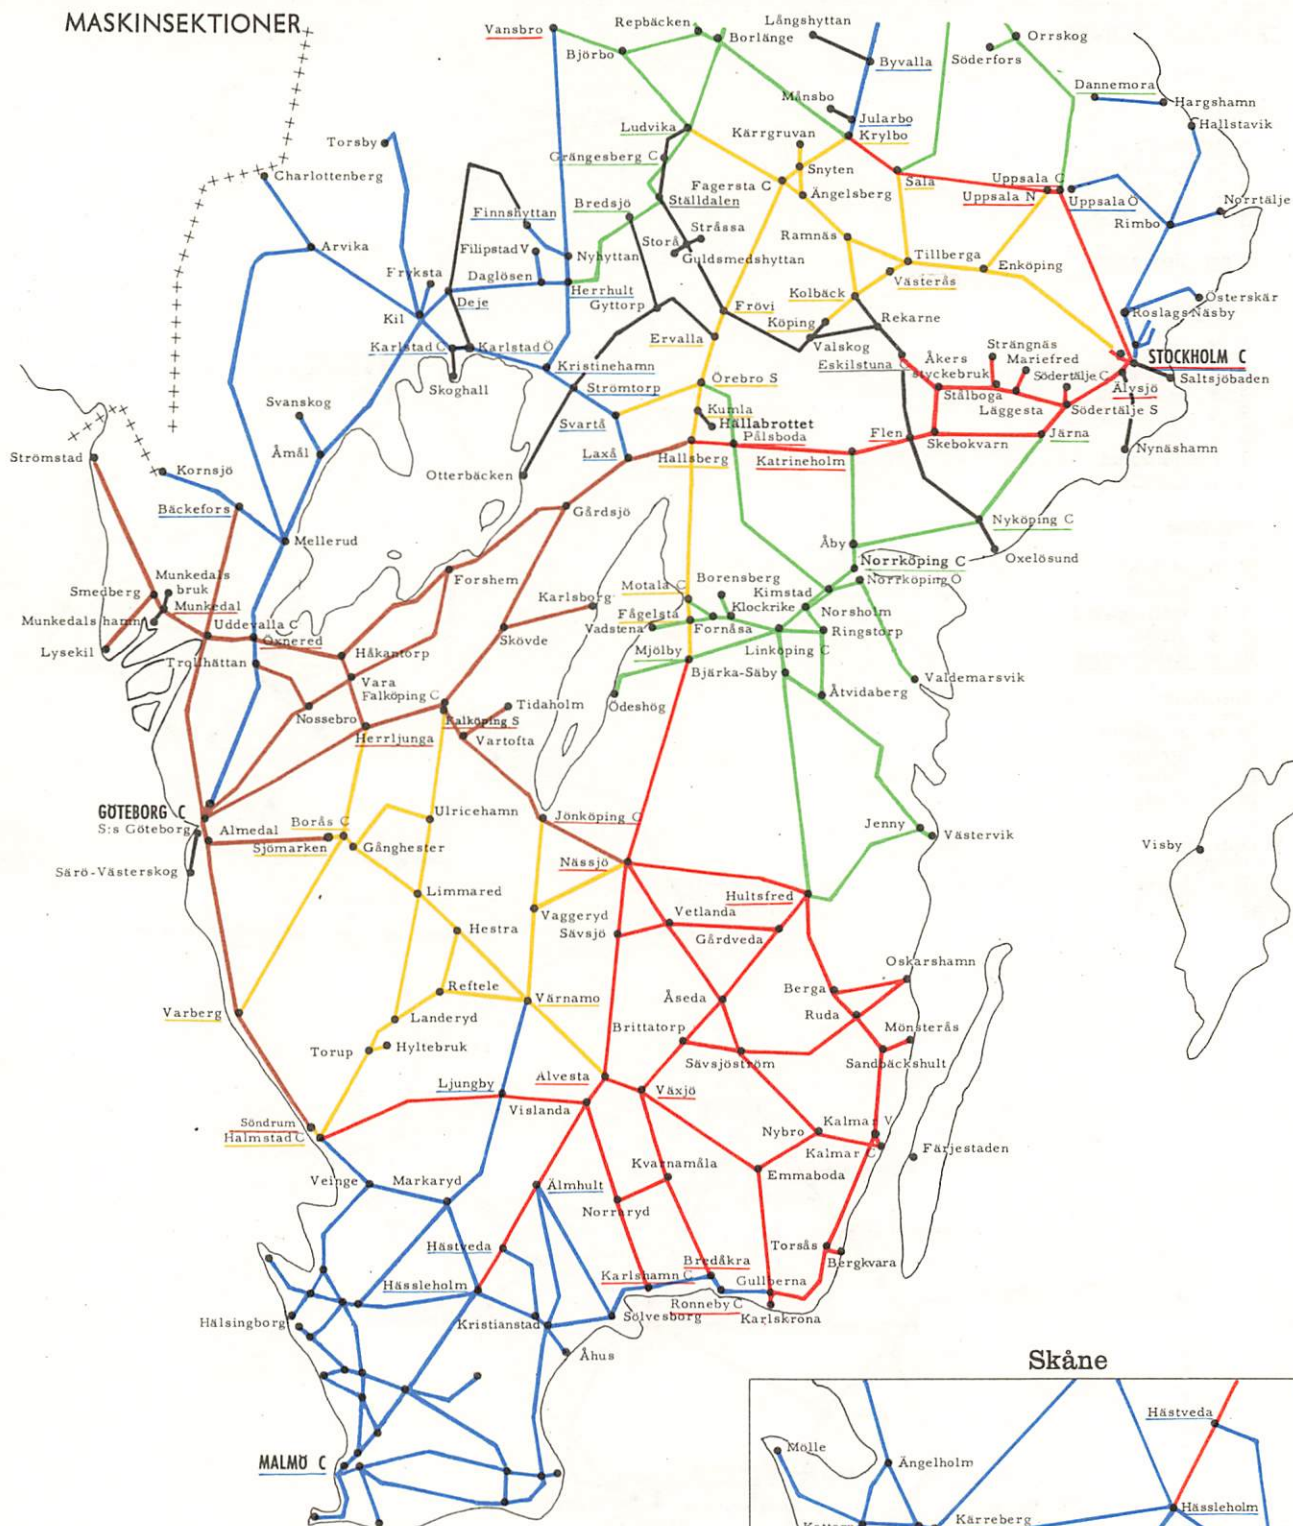 MASKINSEKTIONER
Vansbro
Repbäcken
Långshyttan
Orrskog
Björbo
Borlänge
Söderfors
Byvalla
Dannemora
Månsbo
Hargshamn
Torsby
Ludvika
Kärrgruvan
Jularbo
Krylbo
Hallstavik
Charlottenberg
Grängesberg C
Snyten
Fagersta C
Sala
Uppsala C
Ställdalen
Ängelsberg
Uppsala N
Uppsala Ö
Norrtälje
Finnshyttan
Bredsjö
Stråssa
Ramnäs
Rimbo
Arvika
Filipstad V
Storå
Nyhyttan
Guldsmedshyttan
Tillberga
Enköping
Fryksta
Daglösen
Herrhult
Västerås
Deje
Gyttorp
Kolbäck
Österskär
Kil
Frövi
Köping
Rekarne
Roslags Näsby
Karlstad C
Karlstad Ö
Ervalla
Valskog
Strängnäs
STOCKHOLM C
Kristinehamn
Eskilstuna C
Åkers
styckebruk
Mariefred
Södertälje C
Skoghall
Strömtorp
Örebro S
Stålboga
Älvsjö
Saltsjöbaden
Svanskog
Svartå
Kumla
Läggesta
Södertälje S
Hällabrottet
Åmål
Laxå
Pålsboda
Flen
Skebokvarn
Järna
Strömstad
Kornsjö
Otterbäcken
Hallsberg
Katrineholm
Nynäshamn
Bäckefors
Gårdsjö
Nyköping C
Mellerud
Åby
Oxelösund
Forshem
Norrköping C
Munkedals
bruk
Smedberg
Munkedal
Karlsborg
Motala C
Borensberg
Kimstad
Norrköping Ö
Munkedals hamn
Uddevalla C
Fågelsta
Klockrike
Norsholm
Lysekil
Öxnered
Skövde
Vadstena
Fornåsa
Ringstorp
Trollhättan
Håkantorp
Mjölby
Linköping C
Vara
Bjärka-Säby
Valdemarsvik
Falköping C
Tidaholm
Ödeshög
Åtvidaberg
Nossebro
Falköping S
Herrljunga
Vartofta
GÖTEBORG C
S:s Göteborg
Almedal
Borås C
Ulricehamn
Jönköping C
Jenny
Västervik
Sjömarken
Gånghester
Visby
Särö-Västerskog
Nässjö
Limmared
Hultsfred
Vaggeryd
Vetlanda
Hestra
Sävsjö
Gårdveda
Oskarshamn
Reftele
Berga
Varberg
Värnamo
Åseda
Landeryd
Ruda
Brittatorp
Mönsterås
Torup
Hyltebruk
Sävsjöström
Sandbäckshult
Ljungby
Alvesta
Växjö
Söndrum
Vislanda
Kalmar V
Halmstad C
Nybro
Kalmar C
Färjestaden
Veinge
Markaryd
Kvarnamåla
Emmaboda
Älmhult
Norraryd
Hästveda
Torsås
Bredåkra
Bergkvara
Hässleholm
Karlshamn C
Gullberna
Ronneby C
Hälsingborg
Kristianstad
Sölvesborg
Karlskrona
Åhus
MALMÖ C
Skåne
Hästveda
Mölle
Ängelholm
Hässleholm
Kärreberg